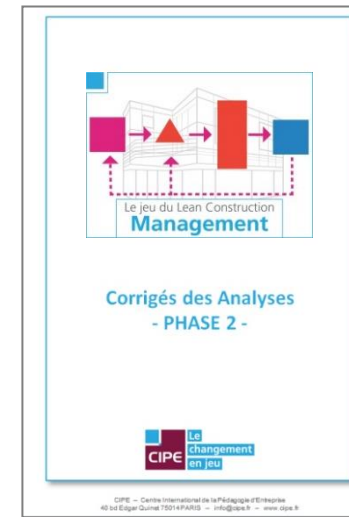 Le jeu du Lean Construction
Management
Corrigés des Analyses
- PHASE 2 -
CIPE
Le
changement
en jeu
CIPE – Centre International de la Pédagogie d'Entreprise
40 bd Edgar Quinet 75014 PARIS – info@cipe.fr – www.cipe.fr